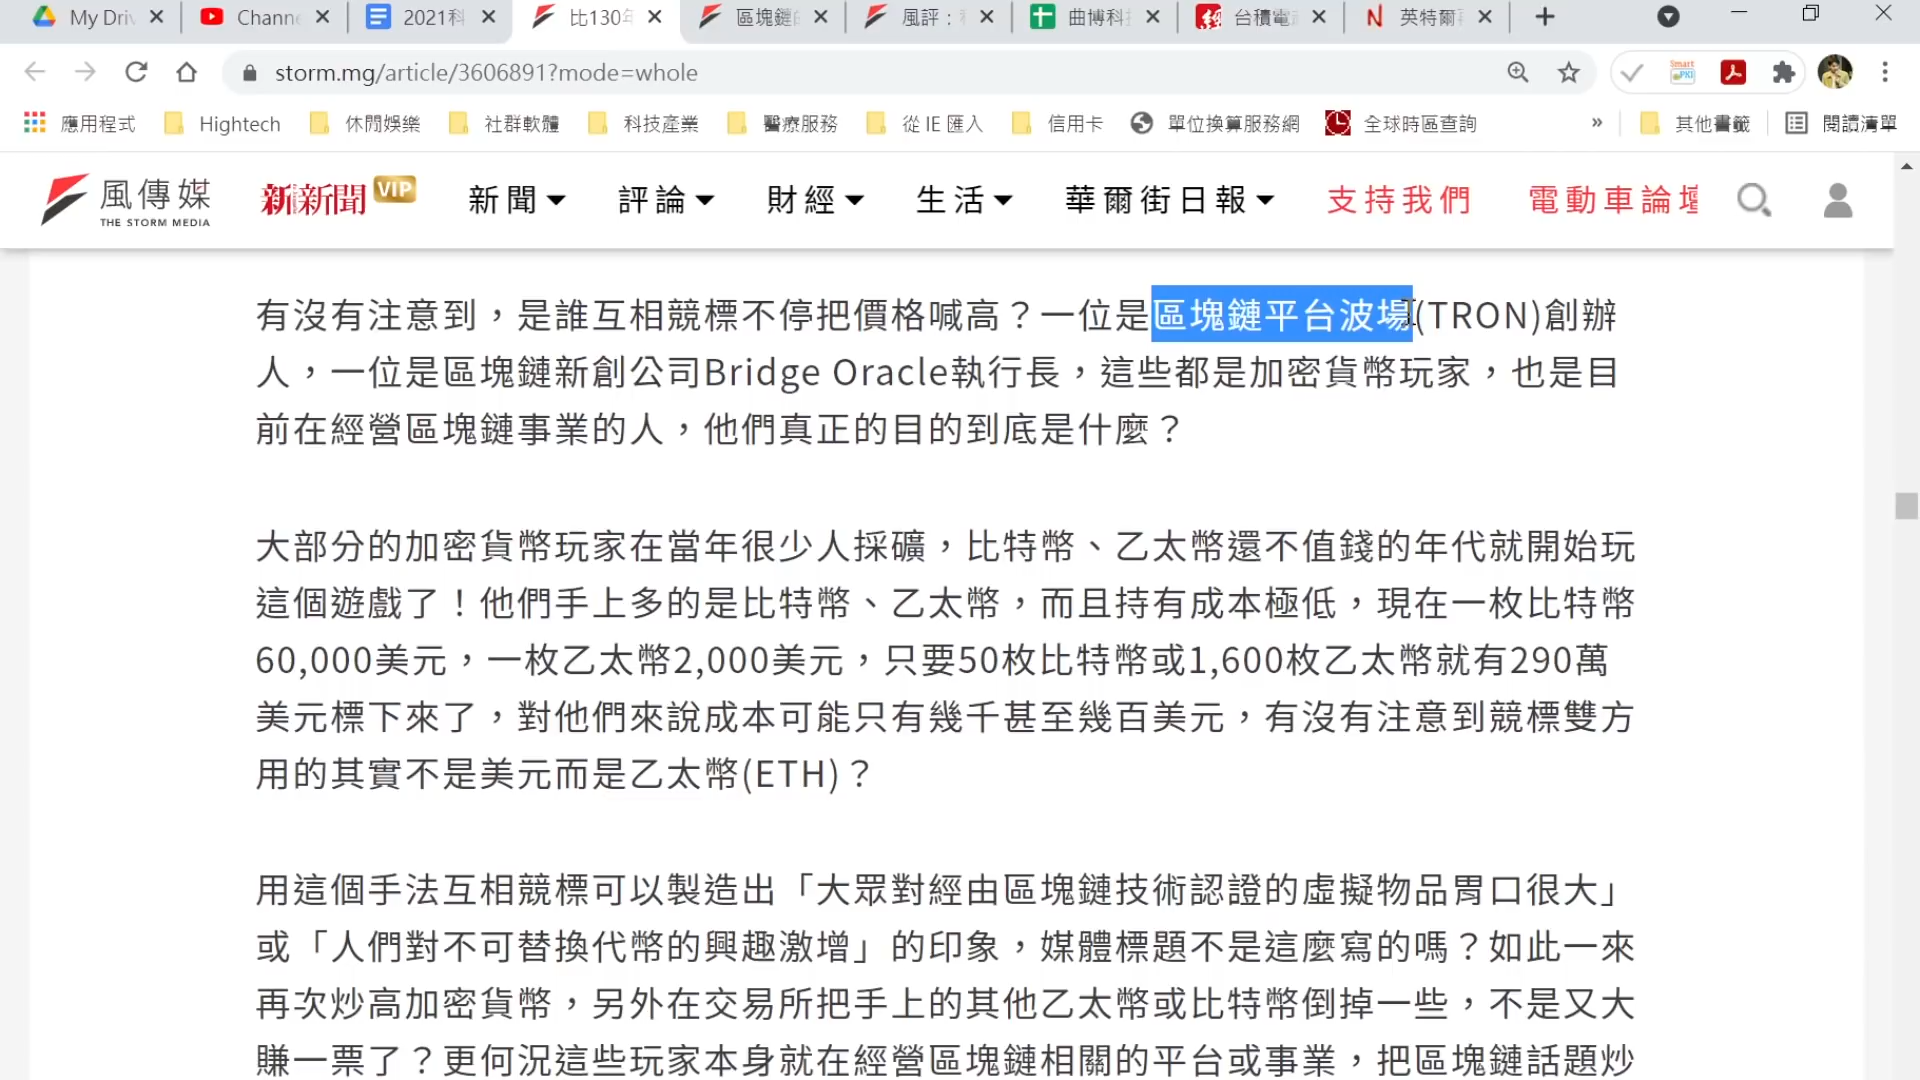 My Driv
Channe
2021科
比130年
區塊鏈的
風評：
曲博科
台積電
英特爾
storm.mg/article/3606891?mode=whole
Smart
PKI
應用程式
Hightech
休閒娛樂
社群軟體
科技產業
醫療服務
從 IE 匯入
信用卡
單位換算服務網
全球時區查詢
»
其他書籤
閱讀清單
風傳媒
THE STORM MEDIA
新新聞 VIP
新聞
評論
財經
生活
華爾街日報
支持我們
電動車論壇
有沒有注意到，是誰互相競標不停把價格喊高？一位是區塊鏈平台波場(TRON)創辦
人，一位是區塊鏈新創公司Bridge Oracle執行長，這些都是加密貨幣玩家，也是目
前在經營區塊鏈事業的人，他們真正的目的到底是什麼？
大部分的加密貨幣玩家在當年很少人採礦，比特幣、乙太幣還不值錢的年代就開始玩
這個遊戲了！他們手上多的是比特幣、乙太幣，而且持有成本極低，現在一枚比特幣
60,000美元，一枚乙太幣2,000美元，只要50枚比特幣或1,600枚乙太幣就有290萬
美元標下來了，對他們來說成本可能只有幾千甚至幾百美元，有沒有注意到競標雙方
用的其實不是美元而是乙太幣(ETH)？
用這個手法互相競標可以製造出「大眾對經由區塊鏈技術認證的虛擬物品胃口很大」
或「人們對不可替換代幣的興趣激增」的印象，媒體標題不是這麼寫的嗎？如此一來
再次炒高加密貨幣，另外在交易所把手上的其他乙太幣或比特幣倒掉一些，不是又大
賺一票了？更何況這些玩家本身就在經營區塊鏈相關的平台或事業，把區塊鏈話題炒